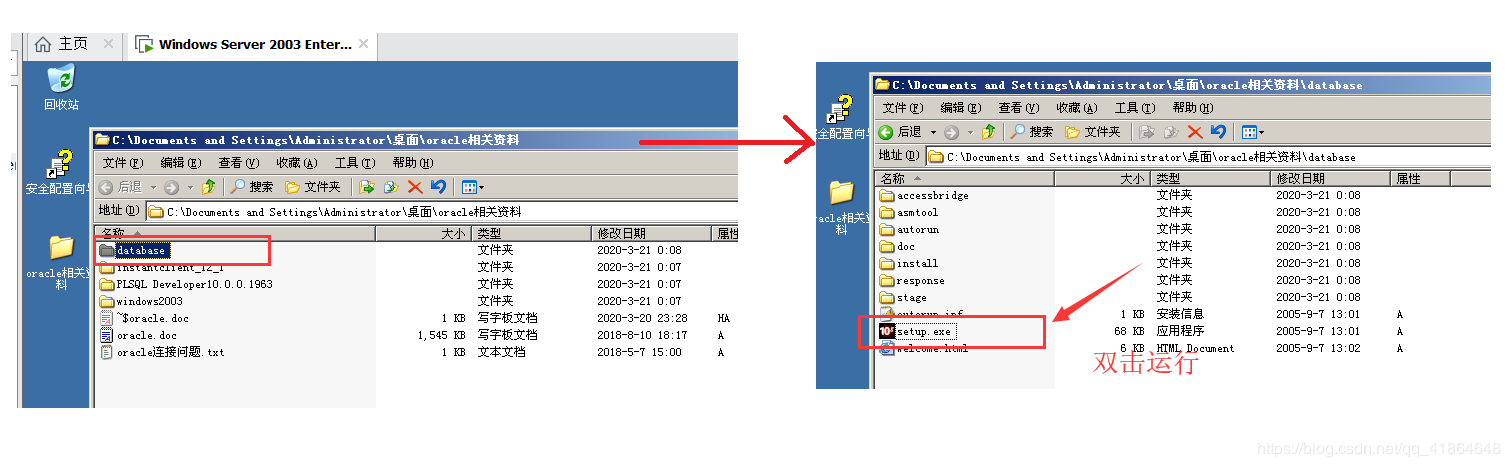 主页
Windows Server 2003 Enter...
回收站
安全配置向导
oracle相关资料
C:\Documents and Settings\Administrator\桌面\oracle相关资料
文件(F) 编辑(E) 查看(V) 收藏(A) 工具(T) 帮助(H)
后退 搜索 文件夹
地址(D) C:\Documents and Settings\Administrator\桌面\oracle相关资料
名称 大小 类型 修改日期 属性
database 文件夹 2020-3-21 0:08
instantclient_12_1 文件夹 2020-3-21 0:07
PLSQL Developer10.0.0.1963 文件夹 2020-3-21 0:07
windows2003 文件夹 2020-3-21 0:07
~$oracle.doc 1 KB 写字板文档 2020-3-20 23:28 HA
oracle.doc 1,545 KB 写字板文档 2018-8-10 18:17 A
oracle连接问题.txt 1 KB 文本文档 2018-5-7 15:00 A
安全配置向
racle相关资料
C:\Documents and Settings\Administrator\桌面\oracle相关资料\database
文件(F) 编辑(E) 查看(V) 收藏(A) 工具(T) 帮助(H)
后退 搜索 文件夹
地址(D) C:\Documents and Settings\Administrator\桌面\oracle相关资料\database
名称 大小 类型 修改日期 属性
accessbridge 文件夹 2020-3-21 0:08
asmtool 文件夹 2020-3-21 0:08
autorun 文件夹 2020-3-21 0:08
doc 文件夹 2020-3-21 0:08
install 文件夹 2020-3-21 0:08
response 文件夹 2020-3-21 0:08
stage 文件夹 2020-3-21 0:08
autorun.inf 1 KB 安装信息 2005-9-7 13:01 A
setup.exe 68 KB 应用程序 2005-9-7 13:01 A
welcome.html 6 KB HTML Document 2005-9-7 13:02 A
双击运行
https://blog.csdn.net/qq_41864648